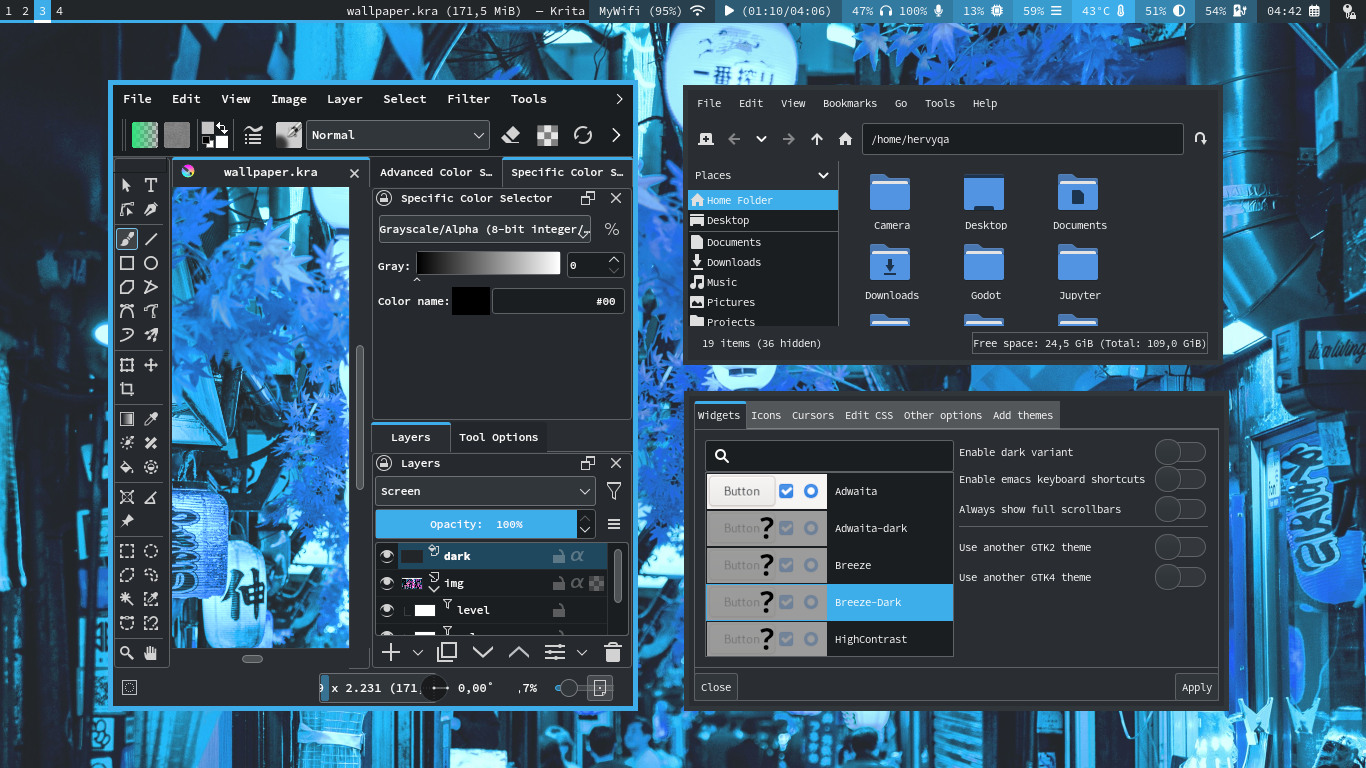 1 2 3 4
wallpaper.kra (171,5 MiB)  — Krita
MyWifi (95%)
(01:10/04:06)
47% 100%
13%
59%
43°C
51%
54%
04:42
File Edit View Image Layer Select Filter Tools
Normal
wallpaper.kra
Advanced Color S…
Specific Color S…
Specific Color Selector
Grayscale/Alpha (8-bit integer/
%
Gray:
0
Color name:
#00
Layers
Tool Options
Layers
Screen
Opacity:  100%
dark
img
level
x 2.231 (171,
0,00°
,7%
File Edit View Bookmarks Go Tools Help
/home/hervyqa
Places
Home Folder
Desktop
Documents
Downloads
Music
Pictures
Projects
Camera
Desktop
Documents
Downloads
Godot
Jupyter
19 items (36 hidden)
Free space: 24,5 GiB (Total: 109,0 GiB)
Widgets Icons Cursors Edit CSS Other options Add themes
Button
Adwaita
Button ?
Adwaita-dark
Button ?
Breeze
Button ?
Breeze-Dark
Button ?
HighContrast
Enable dark variant
Enable emacs keyboard shortcuts
Always show full scrollbars
Use another GTK2 theme
Use another GTK4 theme
Close
Apply
一番搾り
伸